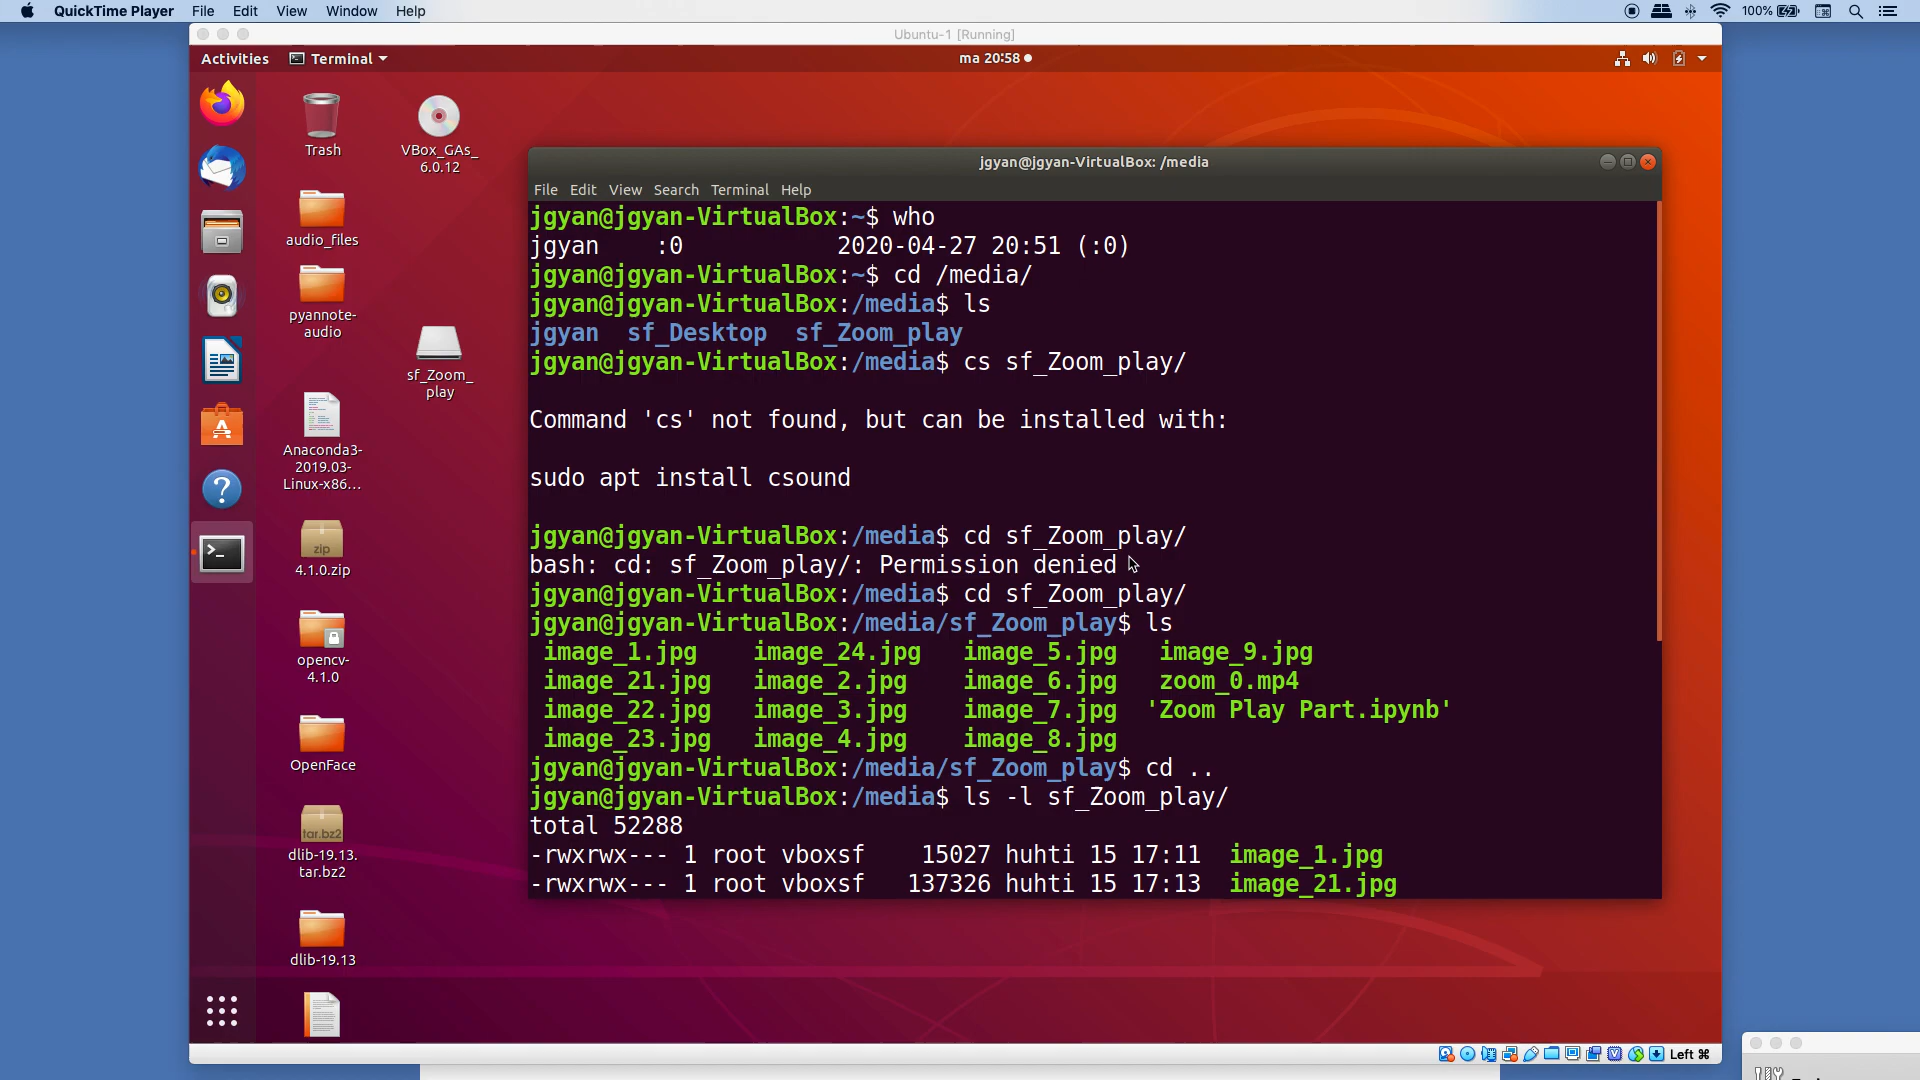 QuickTime Player File Edit View Window Help 100%
Ubuntu-1 [Running]
Activities Terminal ma 20:58
Trash
VBox_GAs_
6.0.12
audio_files
pyannote-
audio
sf_Zoom_
play
Anaconda3-
2019.03-
Linux-x86...
zip
4.1.0.zip
opencv-
4.1.0
OpenFace
tar.bz2
dlib-19.13.
tar.bz2
dlib-19.13
jgyan@jgyan-VirtualBox: /media
File Edit View Search Terminal Help
jgyan@jgyan-VirtualBox:~$ who
jgyan    :0           2020-04-27 20:51 (:0)
jgyan@jgyan-VirtualBox:~$ cd /media/
jgyan@jgyan-VirtualBox:/media$ ls
jgyan  sf_Desktop  sf_Zoom_play
jgyan@jgyan-VirtualBox:/media$ cs sf_Zoom_play/
Command 'cs' not found, but can be installed with:
sudo apt install csound
jgyan@jgyan-VirtualBox:/media$ cd sf_Zoom_play/
bash: cd: sf_Zoom_play/: Permission denied
jgyan@jgyan-VirtualBox:/media$ cd sf_Zoom_play/
jgyan@jgyan-VirtualBox:/media/sf_Zoom_play$ ls
image_1.jpg    image_24.jpg   image_5.jpg   image_9.jpg
image_21.jpg   image_2.jpg    image_6.jpg   zoom_0.mp4
image_22.jpg   image_3.jpg    image_7.jpg  'Zoom Play Part.ipynb'
image_23.jpg   image_4.jpg    image_8.jpg
jgyan@jgyan-VirtualBox:/media/sf_Zoom_play$ cd ..
jgyan@jgyan-VirtualBox:/media$ ls -l sf_Zoom_play/
total 52288
-rwxrwx--- 1 root vboxsf    15027 huhti 15 17:11  image_1.jpg
-rwxrwx--- 1 root vboxsf   137326 huhti 15 17:13  image_21.jpg
Left ⌘